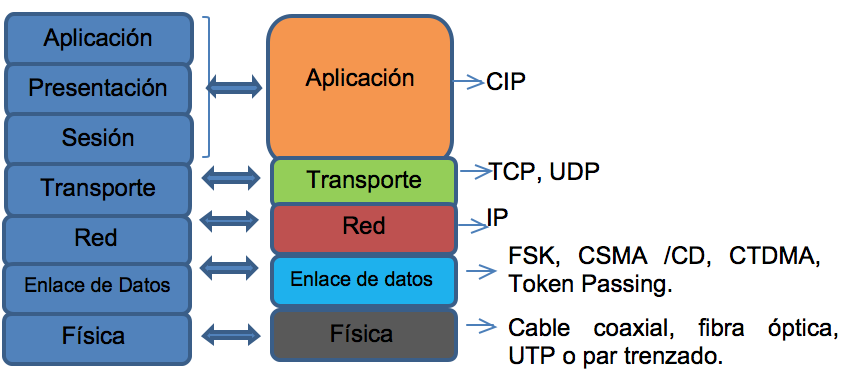 Aplicación
Presentación
Sesión
Transporte
Red
Enlace de Datos
Física
Aplicación
Transporte
Red
Enlace de datos
Física
CIP
TCP, UDP
IP
FSK, CSMA /CD, CTDMA,
Token Passing.
Cable coaxial, fibra óptica,
UTP o par trenzado.